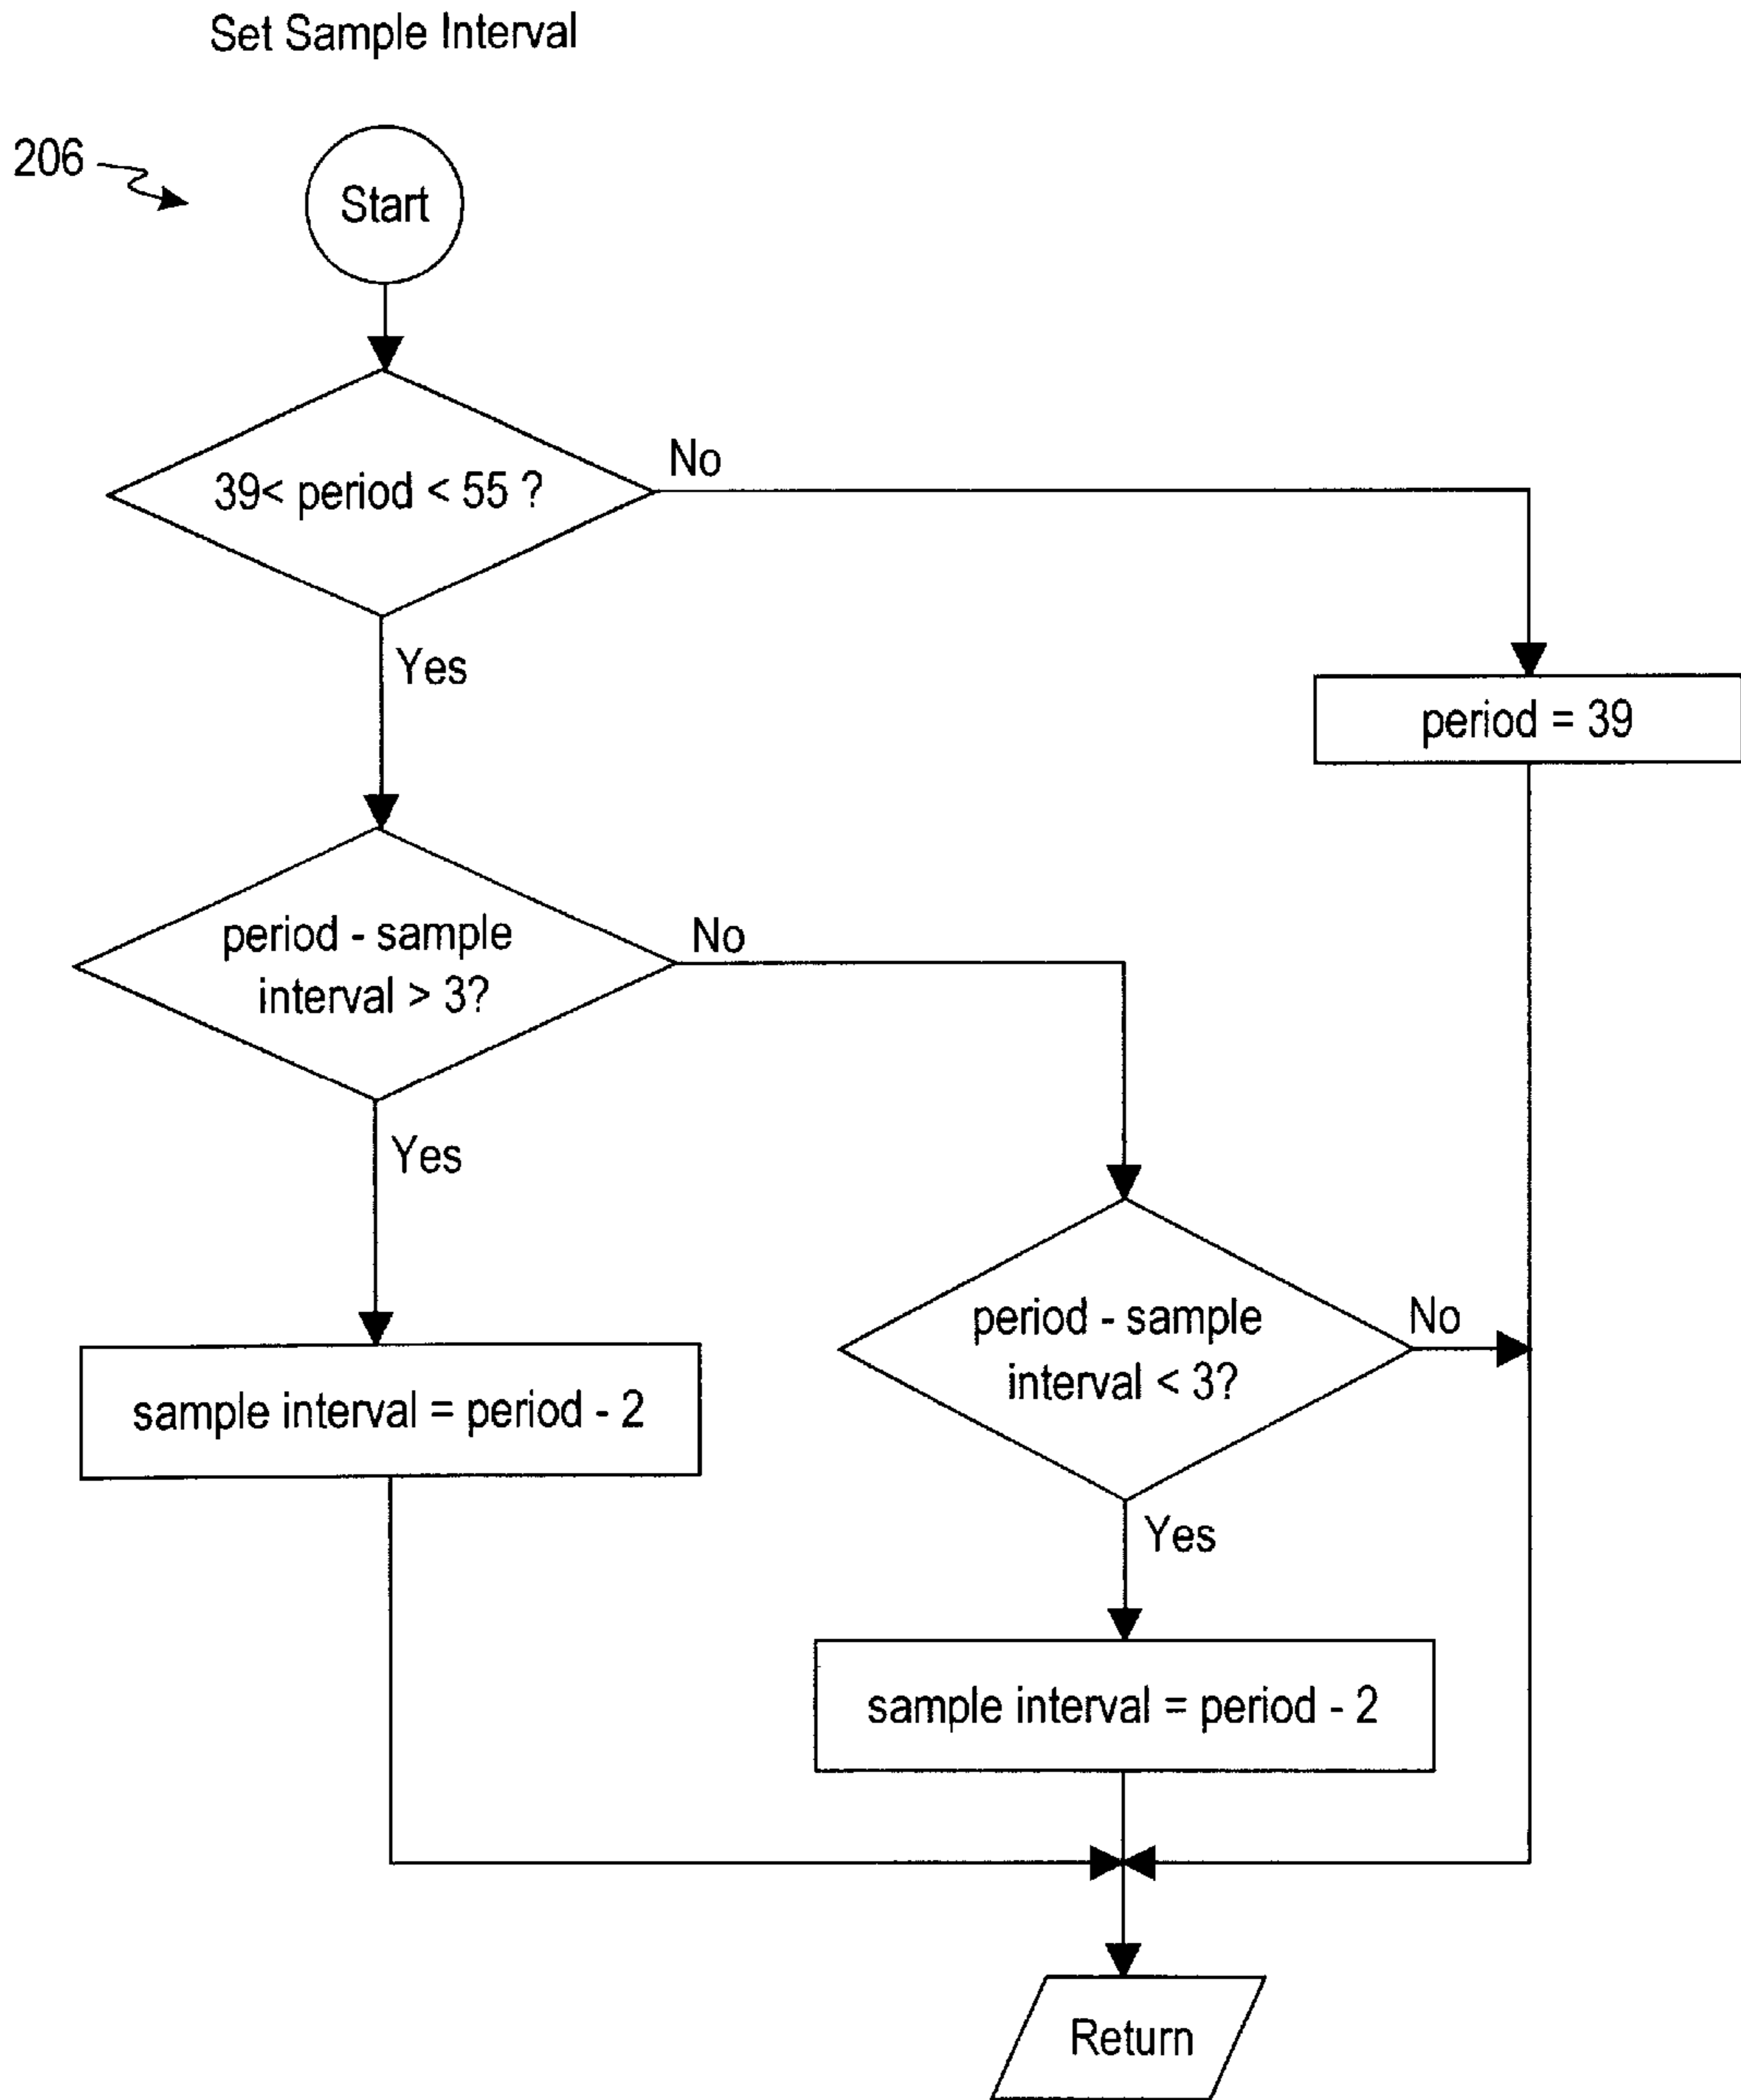 Set Sample Interval
206
Start
39< period < 55 ?
No
Yes
period = 39
period - sample
interval > 3?
No
Yes
period - sample
interval < 3?
No
sample interval = period - 2
Yes
sample interval = period - 2
Return